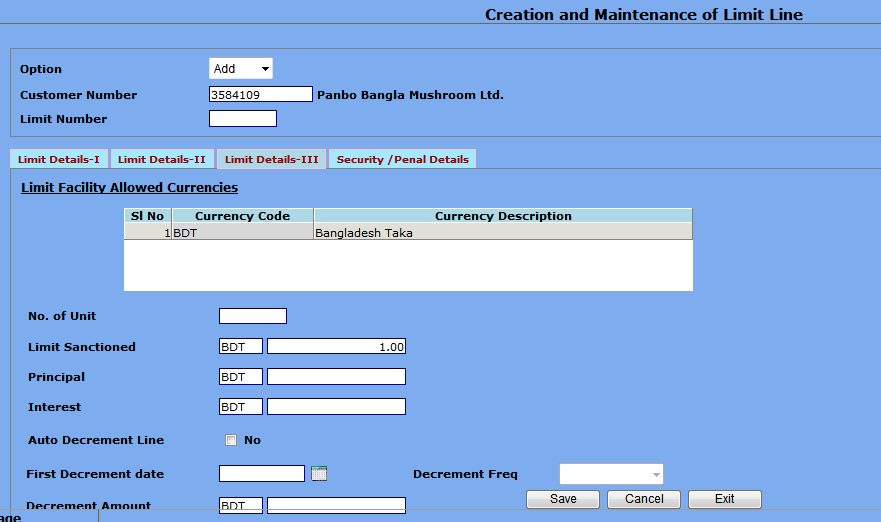 Creation and Maintenance of Limit Line
Option Add
Customer Number 3584109 Panbo Bangla Mushroom Ltd.
Limit Number
Limit Details-I Limit Details-II Limit Details-III Security /Penal Details
Limit Facility Allowed Currencies
Sl No Currency Code Currency Description
1 BDT Bangladesh Taka
No. of Unit
Limit Sanctioned BDT 1.00
Principal BDT
Interest BDT
Auto Decrement Line No
First Decrement date Decrement Freq
Save Cancel Exit
Decrement Amount BDT
age